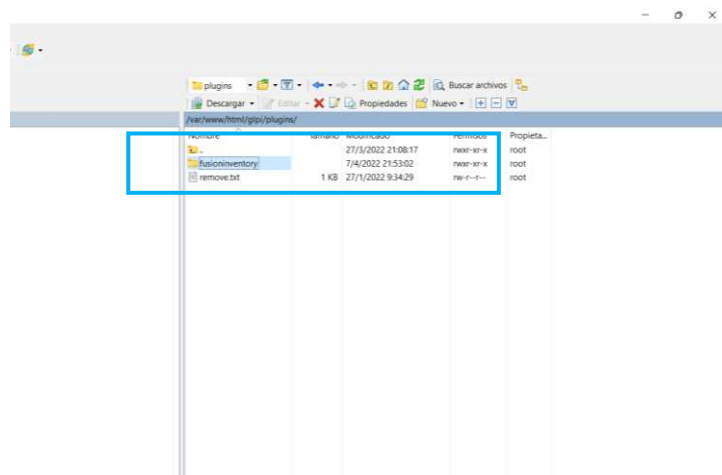 plugins Buscar archivos
Descargar Editar Propiedades Nuevo
/var/www/html/glpi/plugins/
Nombre Tamaño Modificado Permisos Propieta...
.. 27/3/2022 21:08:17 rwxr-xr-x root
fusioninventory 7/4/2022 21:53:02 rwxr-xr-x root
remove.txt 1 KB 27/1/2022 9:34:29 rw-r--r-- root